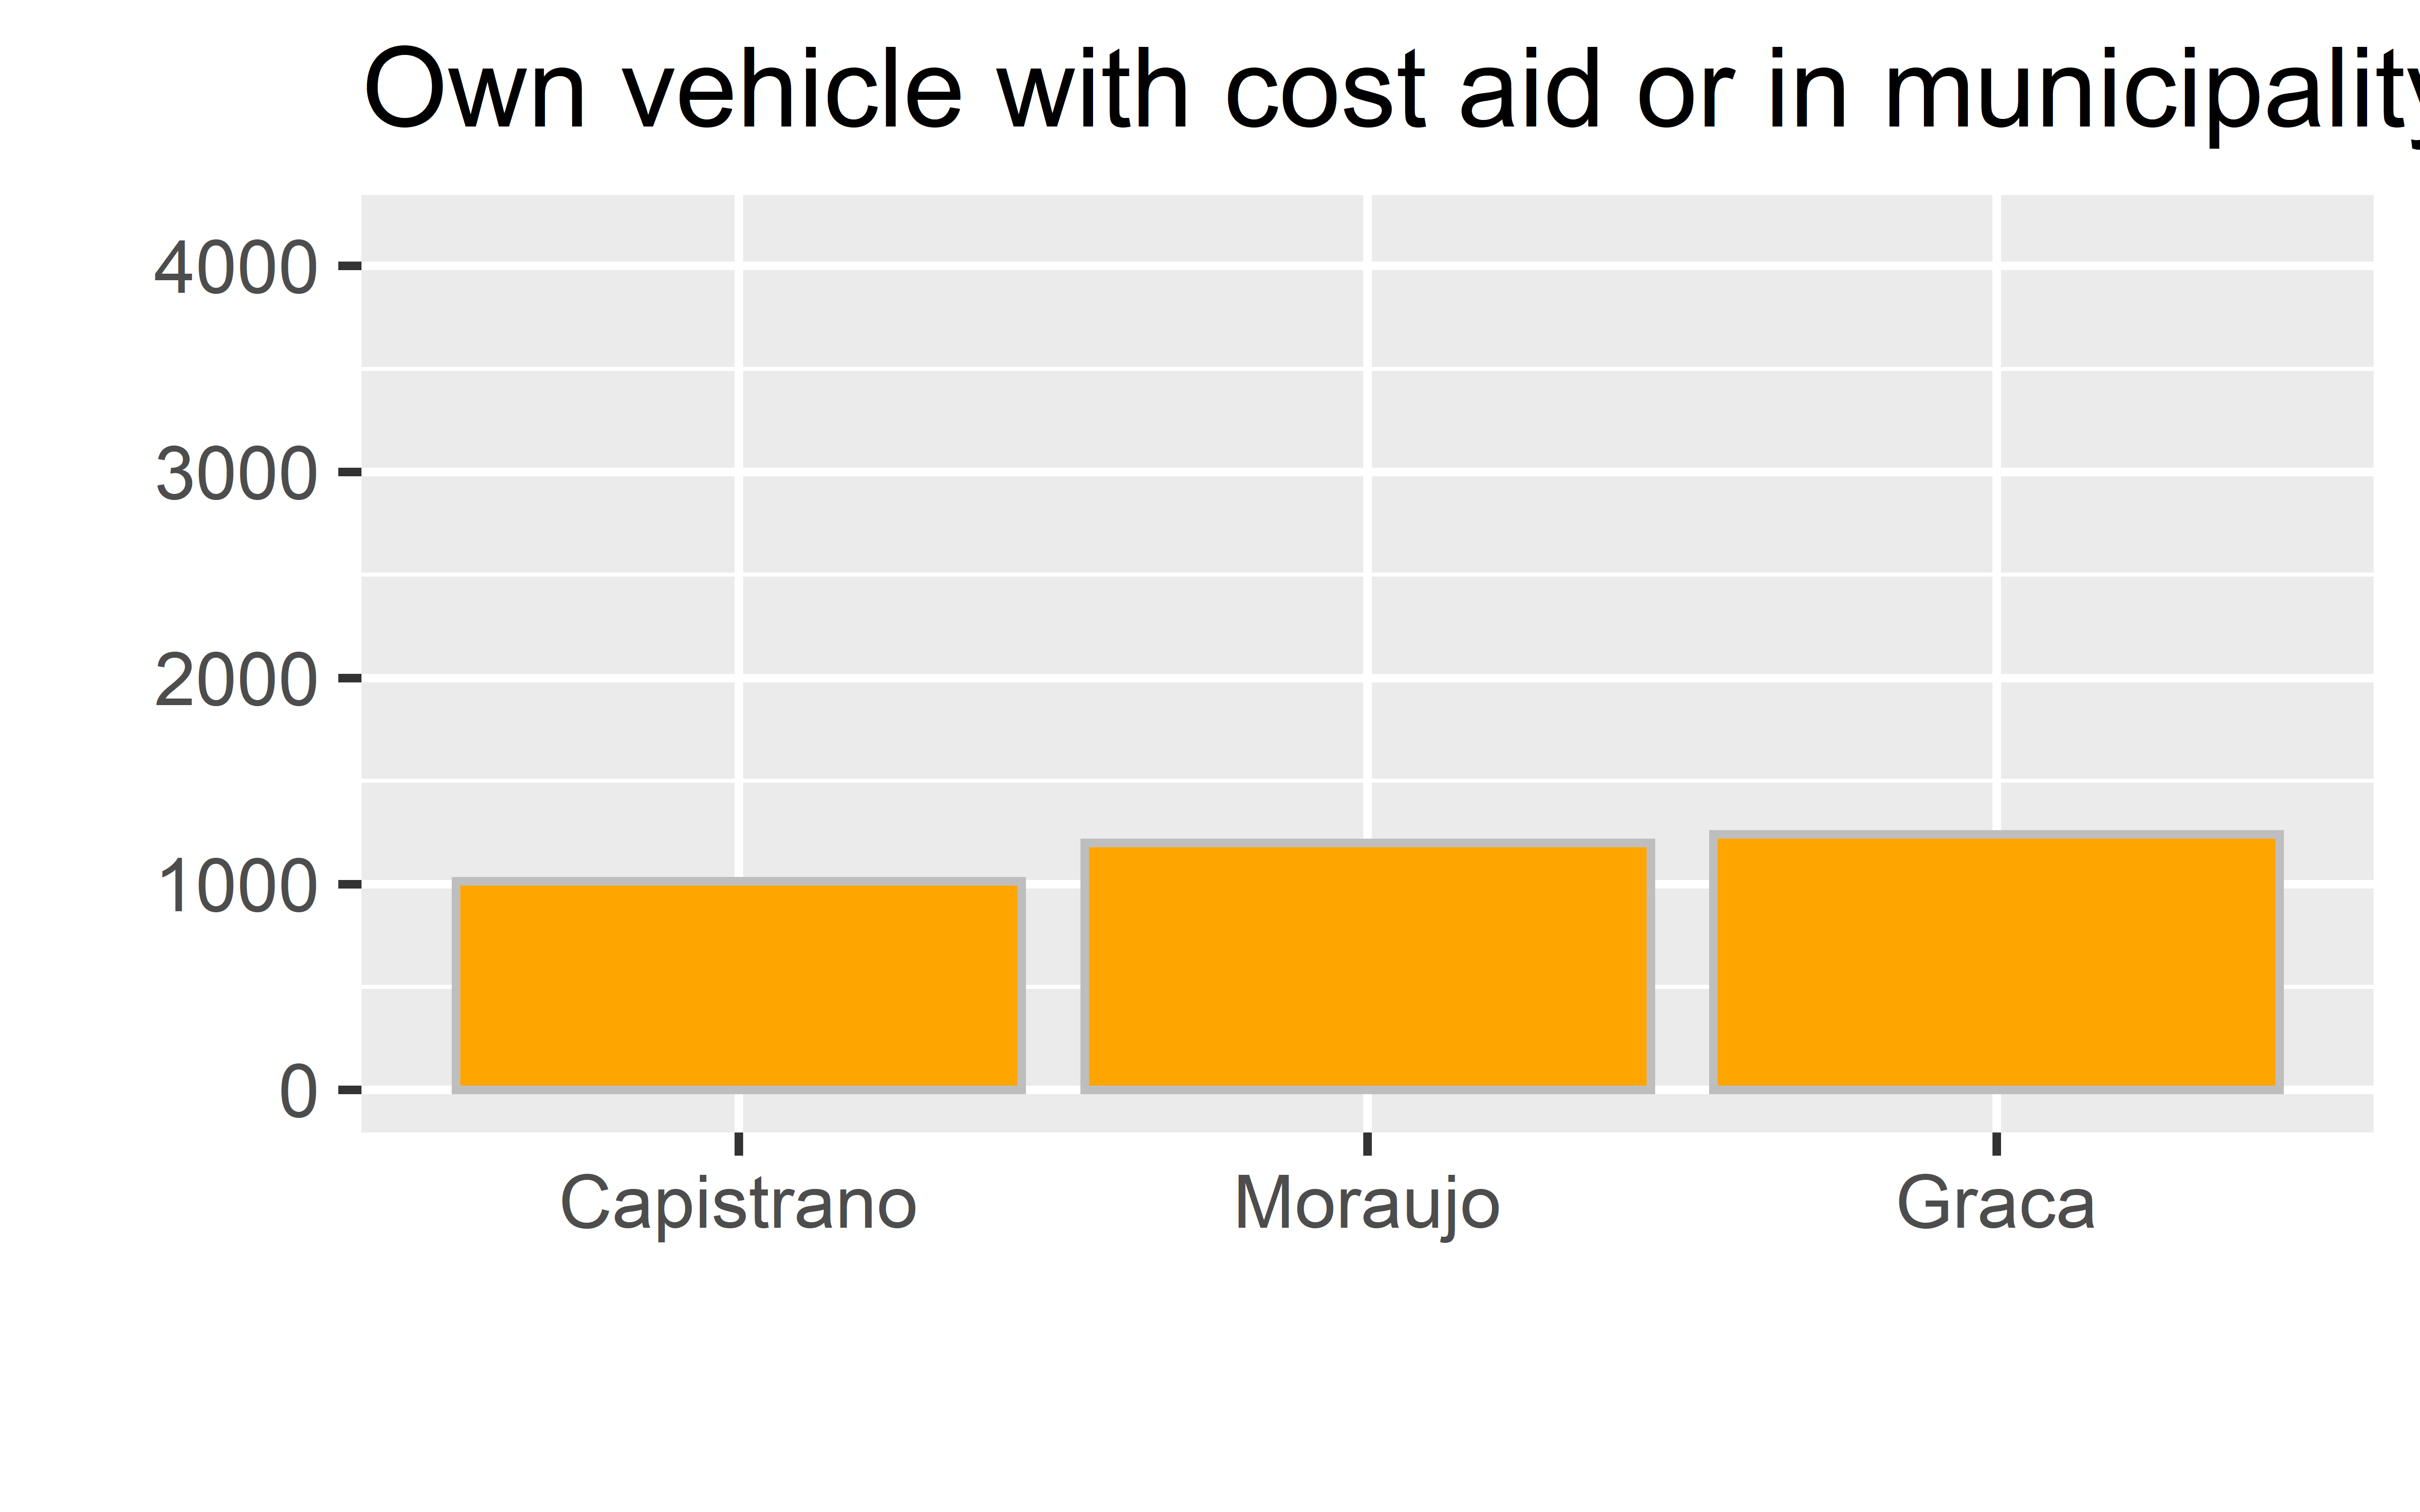 Own vehicle with cost aid or in municipality
4000
3000
2000
1000
0
Capistrano
Moraujo
Graca